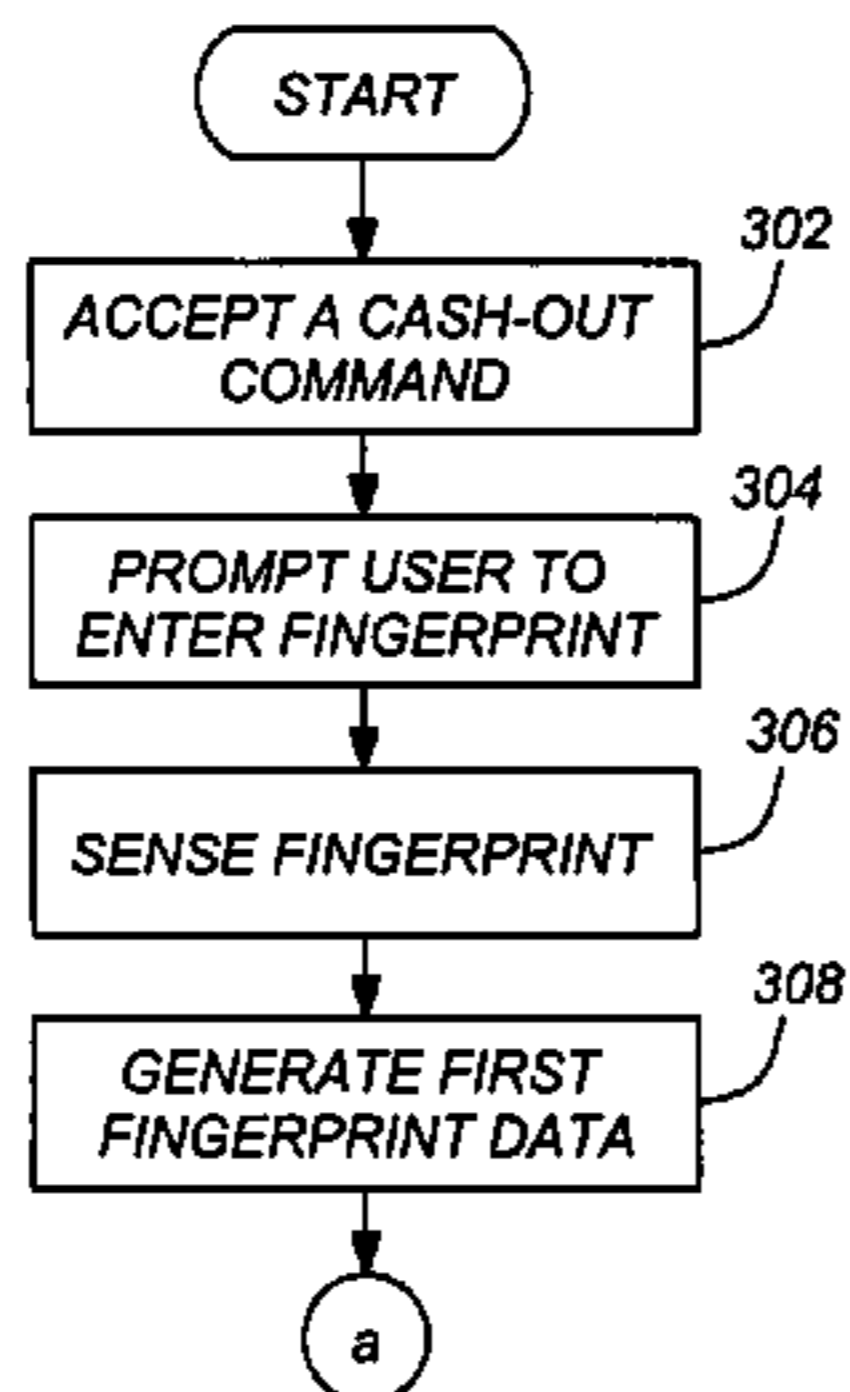 START
302
ACCEPT A CASH-OUT
COMMAND
304
PROMPT USER TO
ENTER FINGERPRINT
306
SENSE FINGERPRINT
308
GENERATE FIRST
FINGERPRINT DATA
a